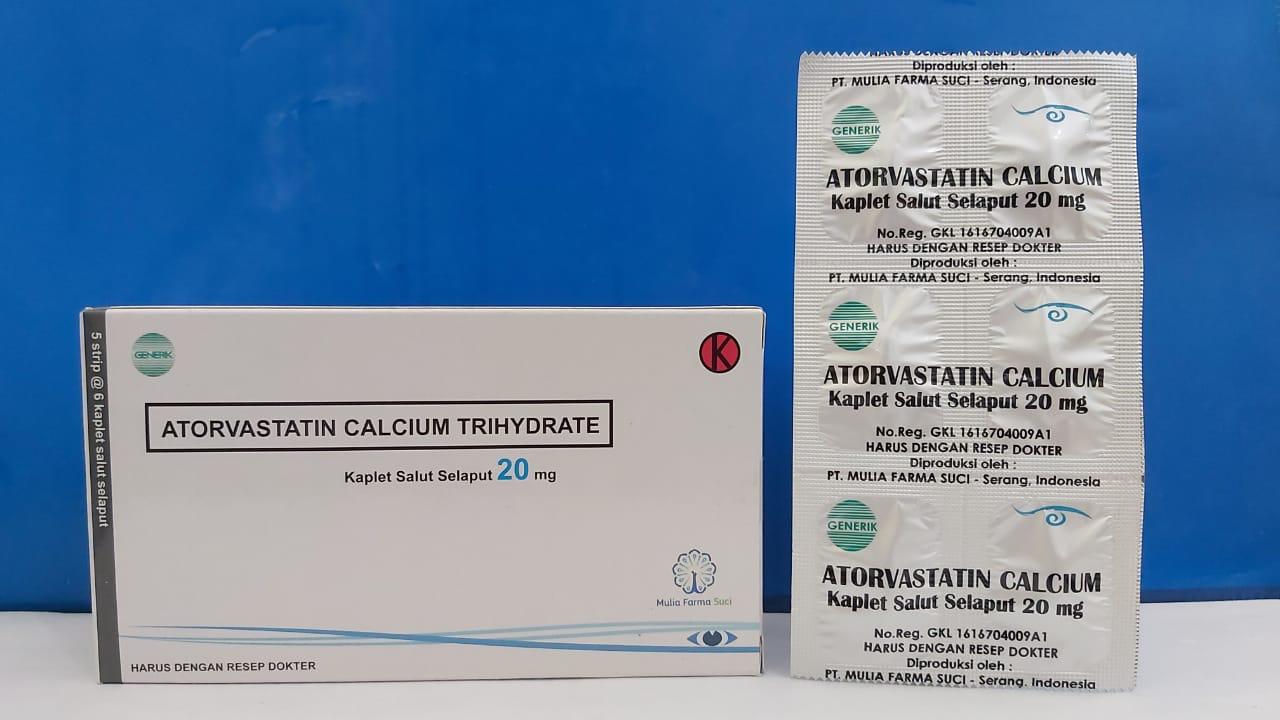 5 strip @ 6 kaplet salut selaput
GENERIK
K
ATORVASTATIN CALCIUM TRIHYDRATE
Kaplet Salut Selaput 20 mg
Mulia Farma Suci
HARUS DENGAN RESEP DOKTER
HARUS DENGAN RESEP DOKTER
Diproduksi oleh :
PT. MULIA FARMA SUCI - Serang, Indonesia
GENERIK
ATORVASTATIN CALCIUM
Kaplet Salut Selaput 20 mg
No.Reg. GKL 1616704009A1
HARUS DENGAN RESEP DOKTER
Diproduksi oleh :
PT. MULIA FARMA SUCI - Serang, Indonesia
GENERIK
ATORVASTATIN CALCIUM
Kaplet Salut Selaput 20 mg
No.Reg. GKL 1616704009A1
HARUS DENGAN RESEP DOKTER
Diproduksi oleh :
PT. MULIA FARMA SUCI - Serang, Indonesia
GENERIK
ATORVASTATIN CALCIUM
Kaplet Salut Selaput 20 mg
No.Reg. GKL 1616704009A1
HARUS DENGAN RESEP DOKTER
Diproduksi oleh :
PT. MULIA FARMA SUCI - Serang, Indonesia